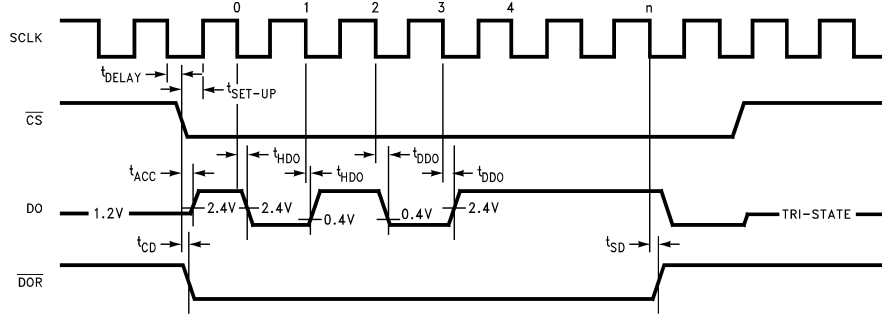 0 1 2 3 4 n
SCLK
tDELAY
tSET-UP
CS
tACC
tHDO
tHDO
tDDO
tDDO
DO
1.2V
2.4V
2.4V
0.4V
0.4V
2.4V
TRI-STATE
tCD
tSD
DOR